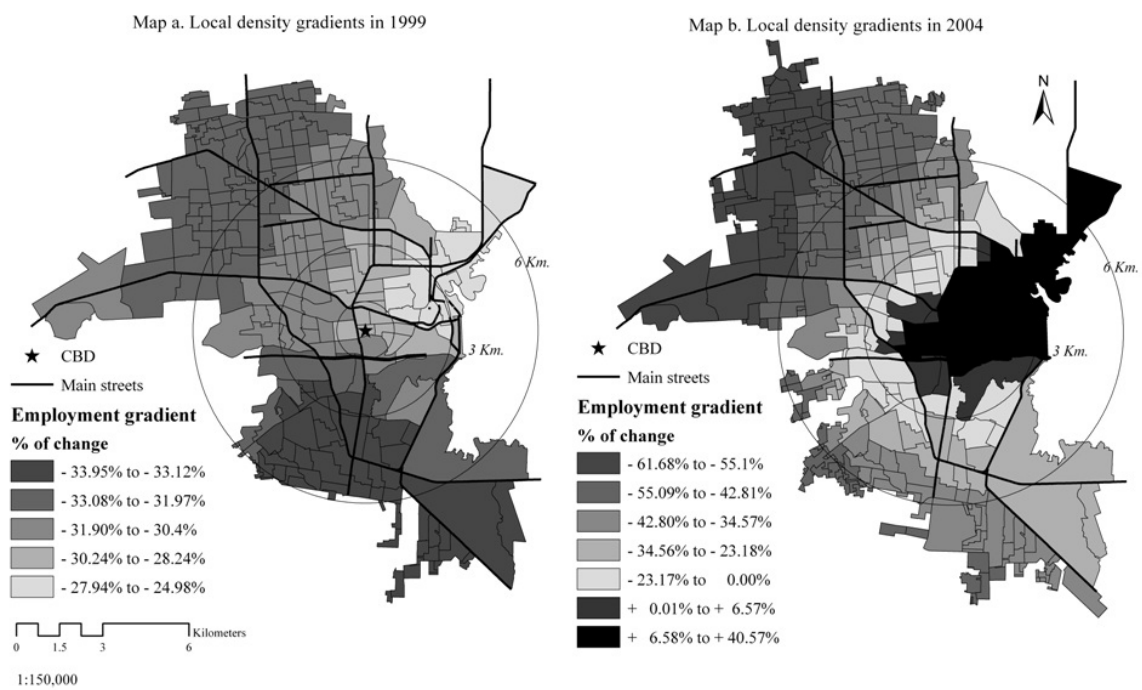 Map a. Local density gradients in 1999
6 Km.
3 Km.
CBD
Main streets
Employment gradient
% of change
- 33.95% to - 33.12%
- 33.08% to - 31.97%
- 31.90% to - 30.4%
- 30.24% to - 28.24%
- 27.94% to - 24.98%
Kilometers
0 1.5 3 6
1:150,000
Map b. Local density gradients in 2004
N
6 Km.
3 Km.
CBD
Main streets
Employment gradient
% of change
- 61.68% to - 55.1%
- 55.09% to - 42.81%
- 42.80% to - 34.57%
- 34.56% to - 23.18%
- 23.17% to 0.00%
+ 0.01% to + 6.57%
+ 6.58% to + 40.57%